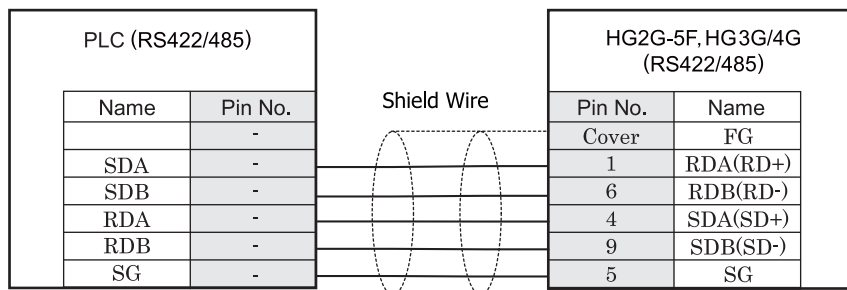 PLC (RS422/485)
HG2G-5F, HG3G/4G
(RS422/485)
Shield Wire
Name Pin No.
-
SDA -
SDB -
RDA -
RDB -
SG -
Pin No. Name
Cover FG
1 RDA(RD+)
6 RDB(RD-)
4 SDA(SD+)
9 SDB(SD-)
5 SG